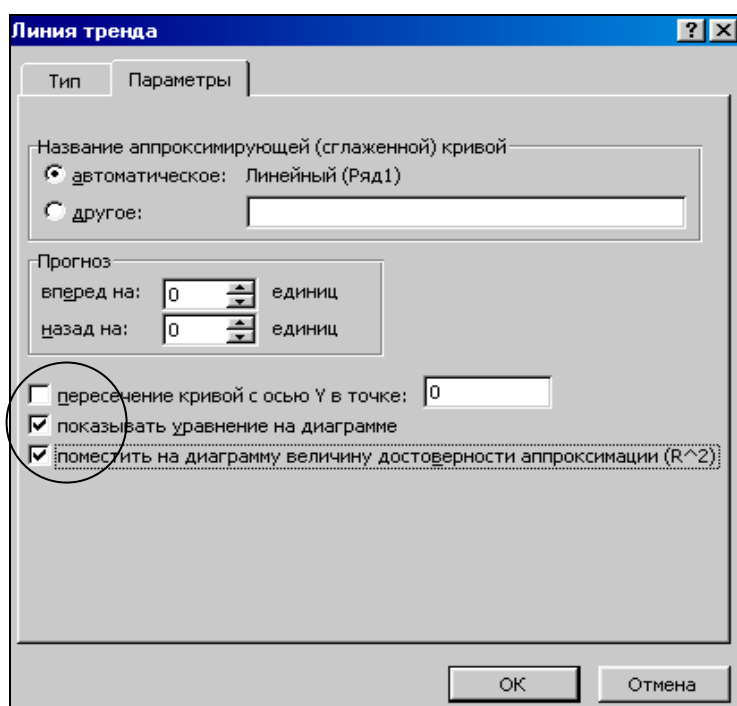 Линия тренда
Тип Параметры
Название аппроксимирующей (сглаженной) кривой
автоматическое: Линейный (Ряд1)
другое:
Прогноз
вперед на: 0 единиц
назад на: 0 единиц
пересечение кривой с осью Y в точке: 0
показывать уравнение на диаграмме
поместить на диаграмму величину достоверности аппроксимации (R^2)
OK Отмена